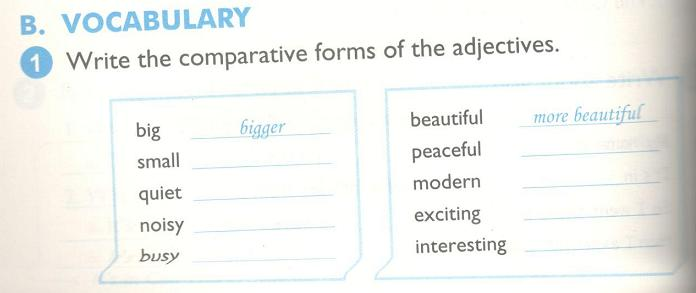 B. VOCABULARY
1 Write the comparative forms of the adjectives.
big bigger
small
quiet
noisy
busy
beautiful more beautiful
peaceful
modern
exciting
interesting